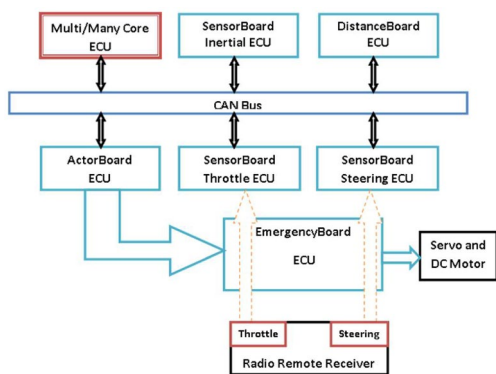 Multi/Many Core
ECU
SensorBoard
Inertial ECU
DistanceBoard
ECU
CAN Bus
ActorBoard
ECU
SensorBoard
Throttle ECU
SensorBoard
Steering ECU
EmergencyBoard
ECU
Servo and
DC Motor
Throttle
Steering
Radio Remote Receiver